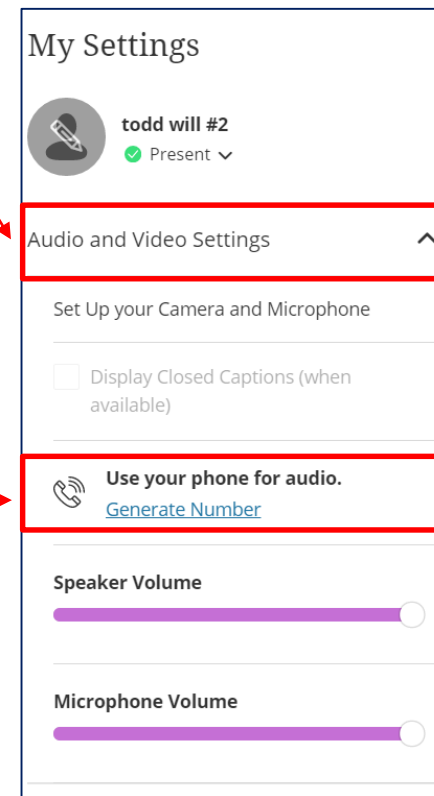 My Settings
todd will #2
Present
Audio and Video Settings
Set Up your Camera and Microphone
Display Closed Captions (when
available)
Use your phone for audio.
Generate Number
Speaker Volume
Microphone Volume